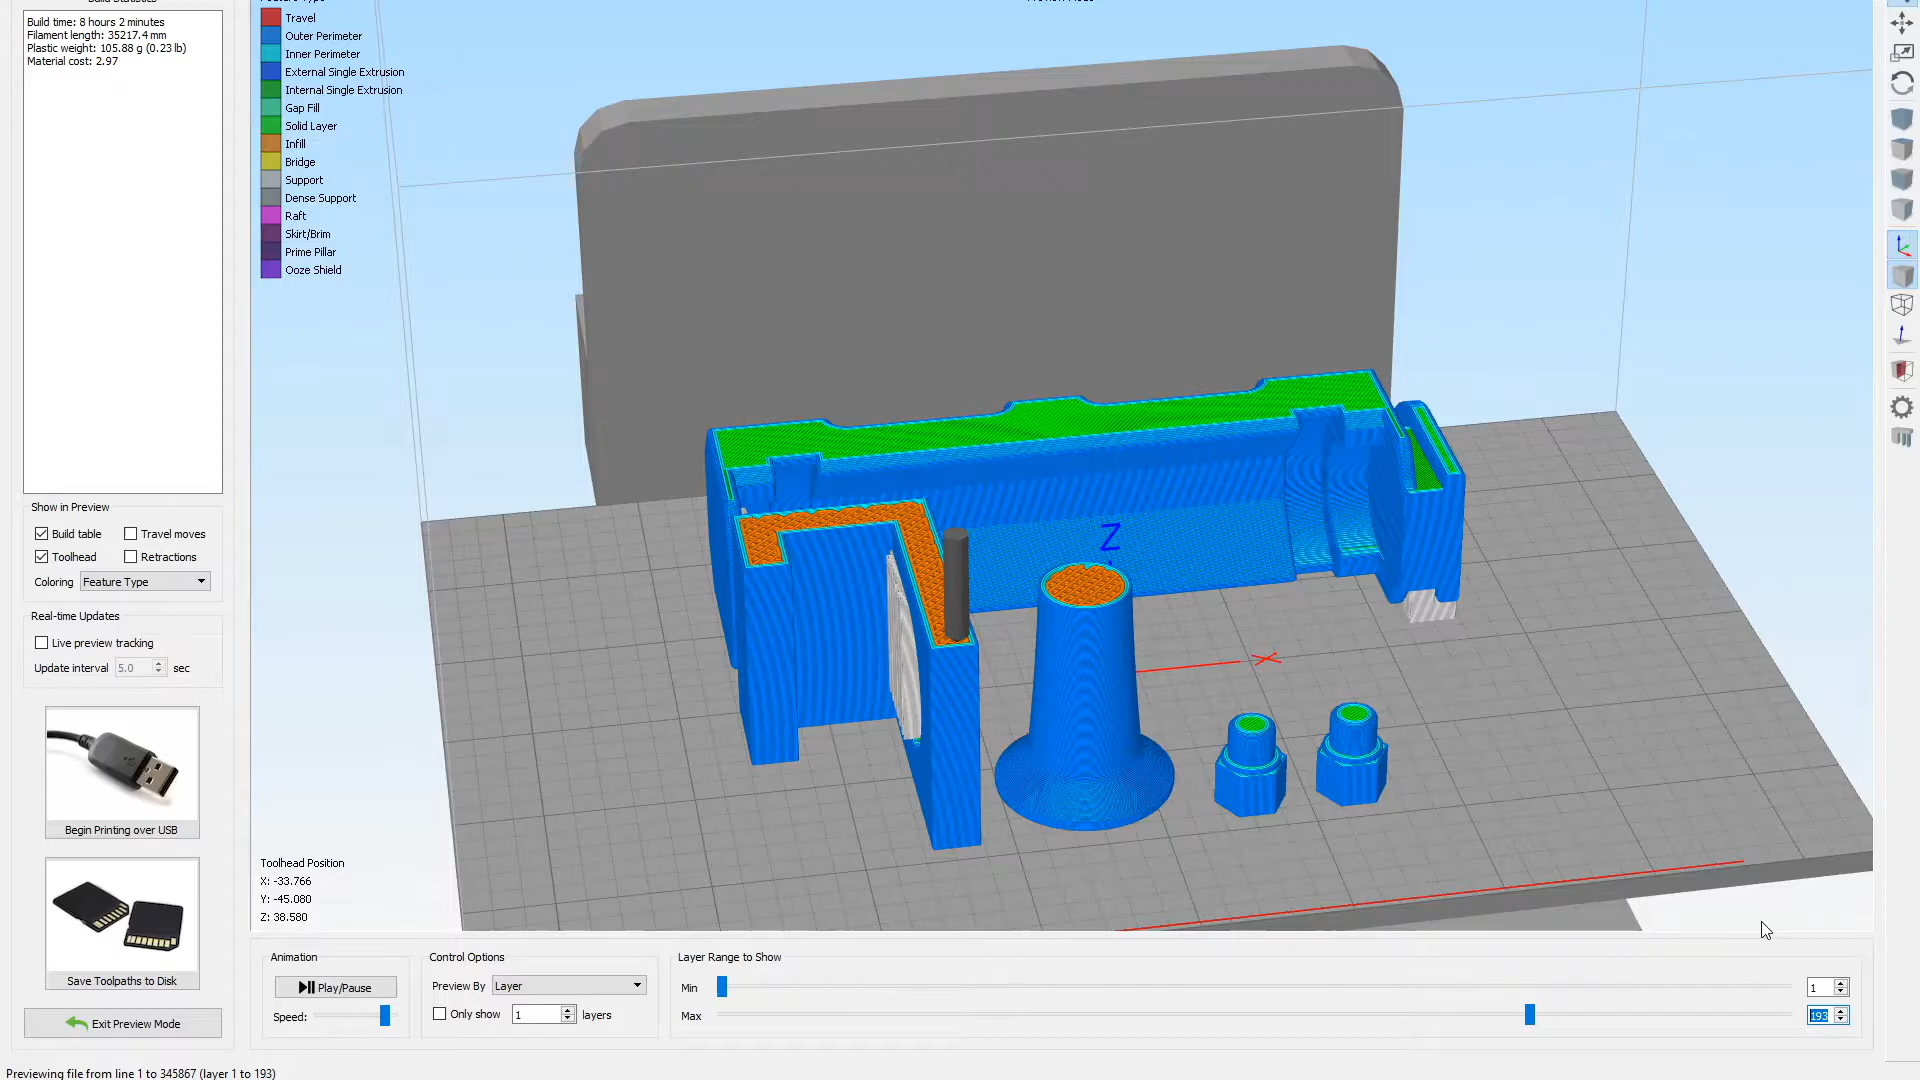 Build Statistics
Build time: 8 hours 2 minutes
Filament length: 35217.4 mm
Plastic weight: 105.88 g (0.23 lb)
Material cost: 2.97
Show in Preview
Build table
Travel moves
Toolhead
Retractions
Coloring
Feature Type
Real-time Updates
Live preview tracking
Update interval
5.0
sec
Begin Printing over USB
Save Toolpaths to Disk
Exit Preview Mode
Feature Type
Travel
Outer Perimeter
Inner Perimeter
External Single Extrusion
Internal Single Extrusion
Gap Fill
Solid Layer
Infill
Bridge
Support
Dense Support
Raft
Skirt/Brim
Prime Pillar
Ooze Shield
Preview Mode
Z
Toolhead Position
X: -33.766
Y: -45.080
Z: 38.580
Animation
Play/Pause
Speed:
Control Options
Preview By
Layer
Only show
1
layers
Layer Range to Show
Min
1
Max
193
Previewing file from line 1 to 345867 (layer 1 to 193)